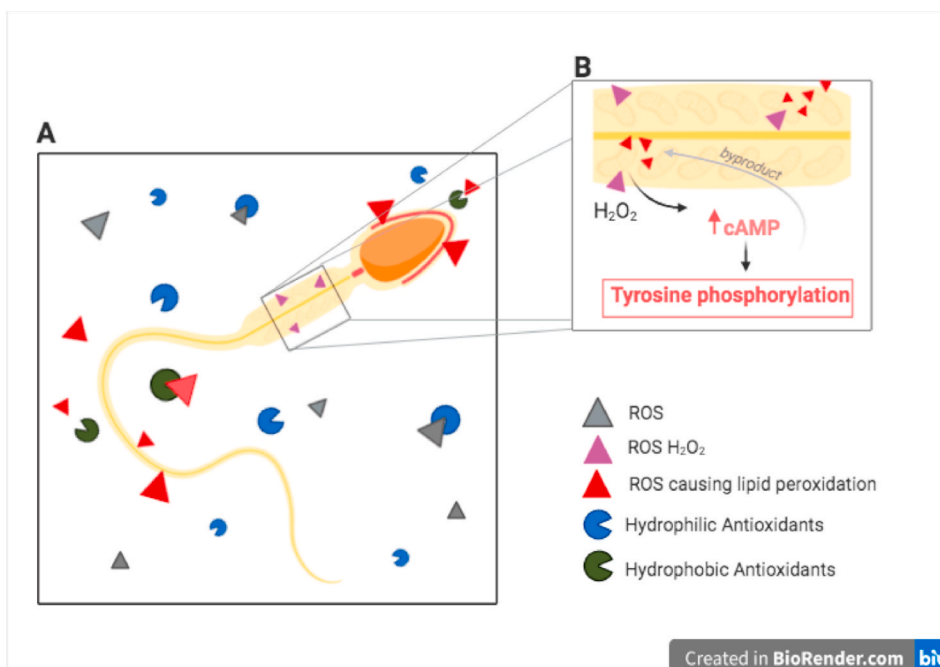 A
B
byproduct
H₂O₂
cAMP
Tyrosine phosphorylation
ROS
ROS H₂O₂
ROS causing lipid peroxidation
Hydrophilic Antioxidants
Hydrophobic Antioxidants
Created in BioRender.com